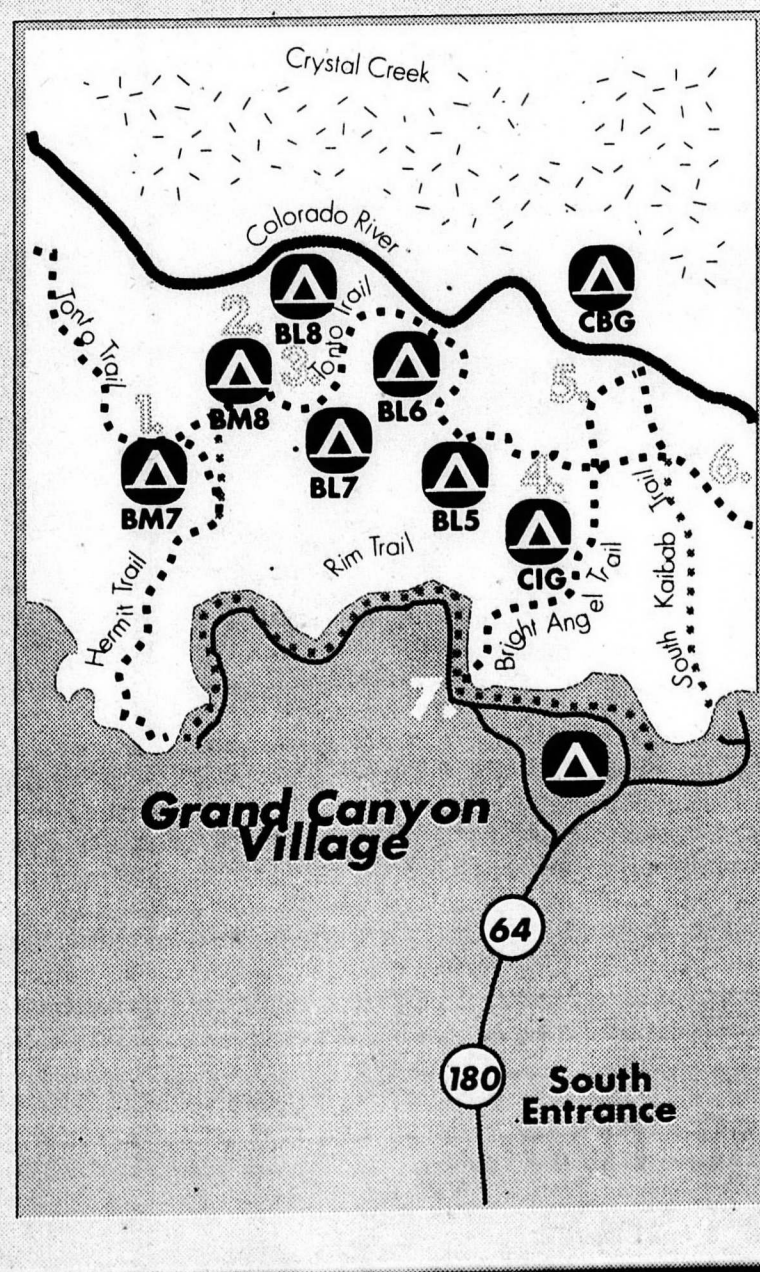 Crystal Creek
Colorado River
CBG
2.
BL8
Tonto Trail
3.
Tonto Trail
5.
1.
BM8
BL6
6.
4.
BM7
BL7
BL5
CIG
Rim Trail
Hermit Trail
Bright Angel Trail
South Kaibab Trail
7.
Grand Canyon
Village
64
180
South
Entrance